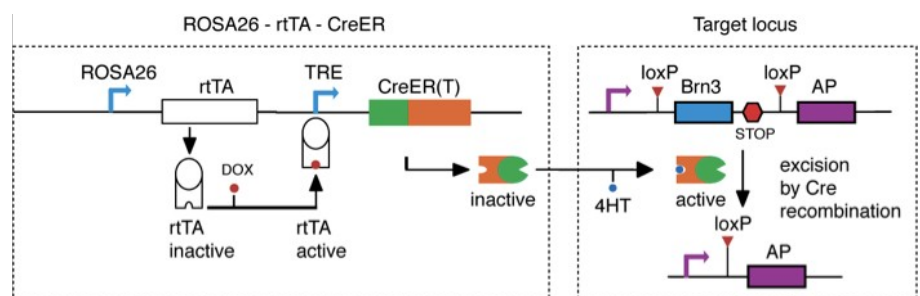 ROSA26 - rtTA - CreER
Target locus
ROSA26
rtTA
TRE
CreER(T)
loxP
Brn3
loxP
AP
STOP
DOX
rtTA
inactive
rtTA
active
inactive
4HT
active
excision
by Cre
recombination
loxP
AP